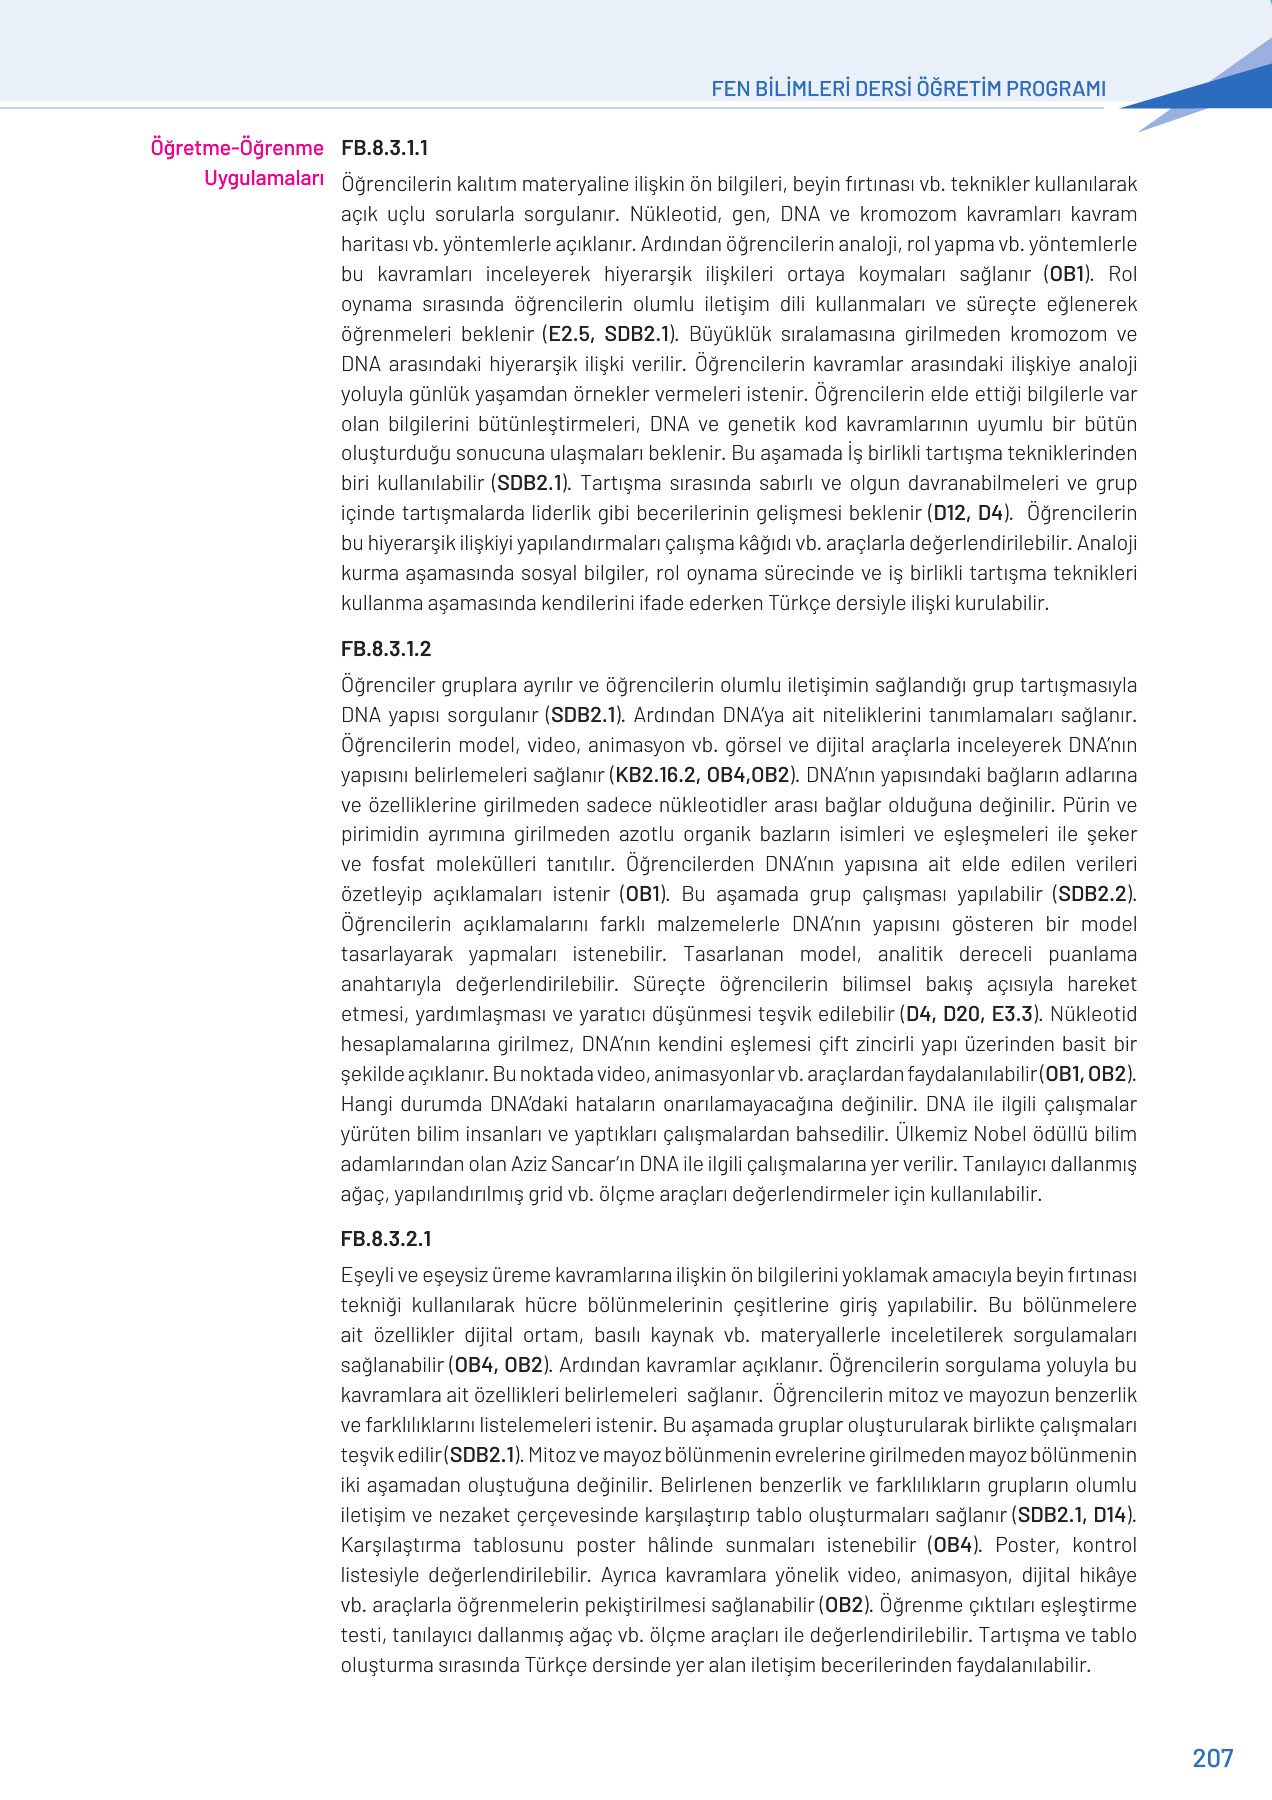 FEN BİLİMLERİ DERSİ ÖĞRETİM PROGRAMI
Öğretme-Öğrenme
Uygulamaları
FB.8.3.1.1
Öğrencilerin kalıtım materyaline ilişkin ön bilgileri, beyin fırtınası vb. teknikler kullanılarak
açık uçlu sorularla sorgulanır. Nükleotid, gen, DNA ve kromozom kavramları kavram
haritası vb. yöntemlerle açıklanır. Ardından öğrencilerin analoji, rol yapma vb. yöntemlerle
bu kavramları inceleyerek hiyerarşik ilişkileri ortaya koymaları sağlanır (OB1). Rol
oynama sırasında öğrencilerin olumlu iletişim dili kullanmaları ve süreçte eğlenerek
öğrenmeleri beklenir (E2.5, SDB2.1). Büyüklük sıralamasına girilmeden kromozom ve
DNA arasındaki hiyerarşik ilişki verilir. Öğrencilerin kavramlar arasındaki ilişkiye analoji
yoluyla günlük yaşamdan örnekler vermeleri istenir. Öğrencilerin elde ettiği bilgilerle var
olan bilgilerini bütünleştirmeleri, DNA ve genetik kod kavramlarının uyumlu bir bütün
oluşturduğu sonucuna ulaşmaları beklenir. Bu aşamada İş birlikli tartışma tekniklerinden
biri kullanılabilir (SDB2.1). Tartışma sırasında sabırlı ve olgun davranabilmeleri ve grup
içinde tartışmalarda liderlik gibi becerilerinin gelişmesi beklenir (D12, D4).  Öğrencilerin
bu hiyerarşik ilişkiyi yapılandırmaları çalışma kâğıdı vb. araçlarla değerlendirilebilir. Analoji
kurma aşamasında sosyal bilgiler, rol oynama sürecinde ve iş birlikli tartışma teknikleri
kullanma aşamasında kendilerini ifade ederken Türkçe dersiyle ilişki kurulabilir.
FB.8.3.1.2
Öğrenciler gruplara ayrılır ve öğrencilerin olumlu iletişimin sağlandığı grup tartışmasıyla
DNA yapısı sorgulanır (SDB2.1). Ardından DNA’ya ait niteliklerini tanımlamaları sağlanır.
Öğrencilerin model, video, animasyon vb. görsel ve dijital araçlarla inceleyerek DNA’nın
yapısını belirlemeleri sağlanır (KB2.16.2, OB4,OB2). DNA’nın yapısındaki bağların adlarına
ve özelliklerine girilmeden sadece nükleotidler arası bağlar olduğuna değinilir. Pürin ve
pirimidin ayrımına girilmeden azotlu organik bazların isimleri ve eşleşmeleri ile şeker
ve fosfat molekülleri tanıtılır. Öğrencilerden DNA’nın yapısına ait elde edilen verileri
özetleyip açıklamaları istenir (OB1). Bu aşamada grup çalışması yapılabilir (SDB2.2).
Öğrencilerin açıklamalarını farklı malzemelerle DNA’nın yapısını gösteren bir model
tasarlayarak yapmaları istenebilir. Tasarlanan model, analitik dereceli puanlama
anahtarıyla değerlendirilebilir. Süreçte öğrencilerin bilimsel bakış açısıyla hareket
etmesi, yardımlaşması ve yaratıcı düşünmesi teşvik edilebilir (D4, D20, E3.3). Nükleotid
hesaplamalarına girilmez, DNA’nın kendini eşlemesi çift zincirli yapı üzerinden basit bir
şekilde açıklanır. Bu noktada video, animasyonlar vb. araçlardan faydalanılabilir (OB1, OB2).
Hangi durumda DNA’daki hataların onarılamayacağına değinilir. DNA ile ilgili çalışmalar
yürüten bilim insanları ve yaptıkları çalışmalardan bahsedilir. Ülkemiz Nobel ödüllü bilim
adamlarından olan Aziz Sancar’ın DNA ile ilgili çalışmalarına yer verilir. Tanılayıcı dallanmış
ağaç, yapılandırılmış grid vb. ölçme araçları değerlendirmeler için kullanılabilir.
FB.8.3.2.1
Eşeyli ve eşeysiz üreme kavramlarına ilişkin ön bilgilerini yoklamak amacıyla beyin fırtınası
tekniği kullanılarak hücre bölünmelerinin çeşitlerine giriş yapılabilir. Bu bölünmelere
ait özellikler dijital ortam, basılı kaynak vb. materyallerle inceletilerek sorgulamaları
sağlanabilir (OB4, OB2). Ardından kavramlar açıklanır. Öğrencilerin sorgulama yoluyla bu
kavramlara ait özellikleri belirlemeleri  sağlanır.  Öğrencilerin mitoz ve mayozun benzerlik
ve farklılıklarını listelemeleri istenir. Bu aşamada gruplar oluşturularak birlikte çalışmaları
teşvik edilir (SDB2.1). Mitoz ve mayoz bölünmenin evrelerine girilmeden mayoz bölünmenin
iki aşamadan oluştuğuna değinilir. Belirlenen benzerlik ve farklılıkların grupların olumlu
iletişim ve nezaket çerçevesinde karşılaştırıp tablo oluşturmaları sağlanır (SDB2.1, D14).
Karşılaştırma tablosunu poster hâlinde sunmaları istenebilir (OB4). Poster, kontrol
listesiyle değerlendirilebilir. Ayrıca kavramlara yönelik video, animasyon, dijital hikâye
vb. araçlarla öğrenmelerin pekiştirilmesi sağlanabilir (OB2). Öğrenme çıktıları eşleştirme
testi, tanılayıcı dallanmış ağaç vb. ölçme araçları ile değerlendirilebilir. Tartışma ve tablo
oluşturma sırasında Türkçe dersinde yer alan iletişim becerilerinden faydalanılabilir.
207